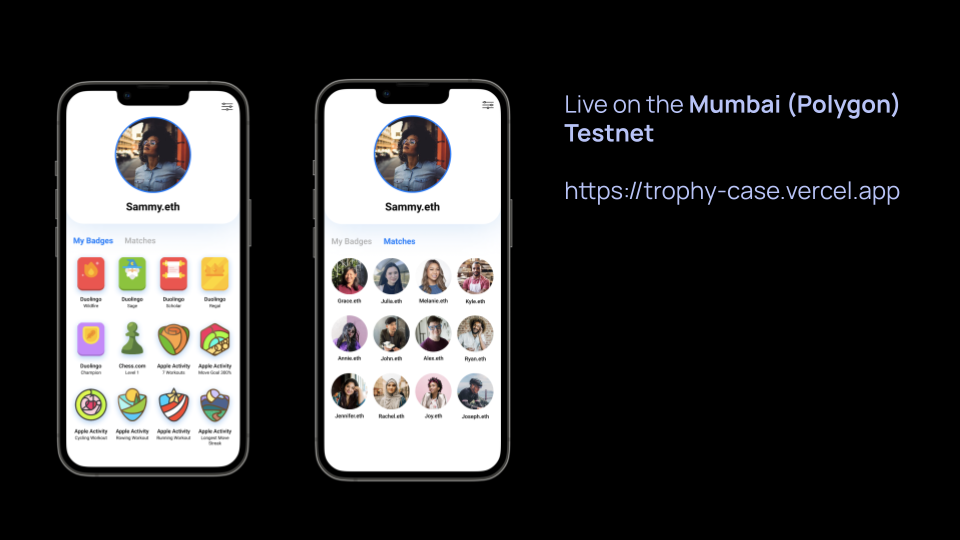 Sammy.eth
My Badges Matches
Duolingo Duolingo Duolingo Duolingo
Wildfire Sage Scholar Regal
Duolingo Chess.com Apple Activity Apple Activity
Champion Level 1 7 Workouts Move Goal 300%
Apple Activity Apple Activity Apple Activity Apple Activity
Cycling Workout Rowing Workout Running Workout Longest Move
Streak
Sammy.eth
My Badges Matches
Grace.eth Julia.eth Melanie.eth Kyle.eth
Annie.eth John.eth Alex.eth Ryan.eth
Jennifer.eth Rachel.eth Joy.eth Joseph.eth
Live on the Mumbai (Polygon)
Testnet
https://trophy-case.vercel.app